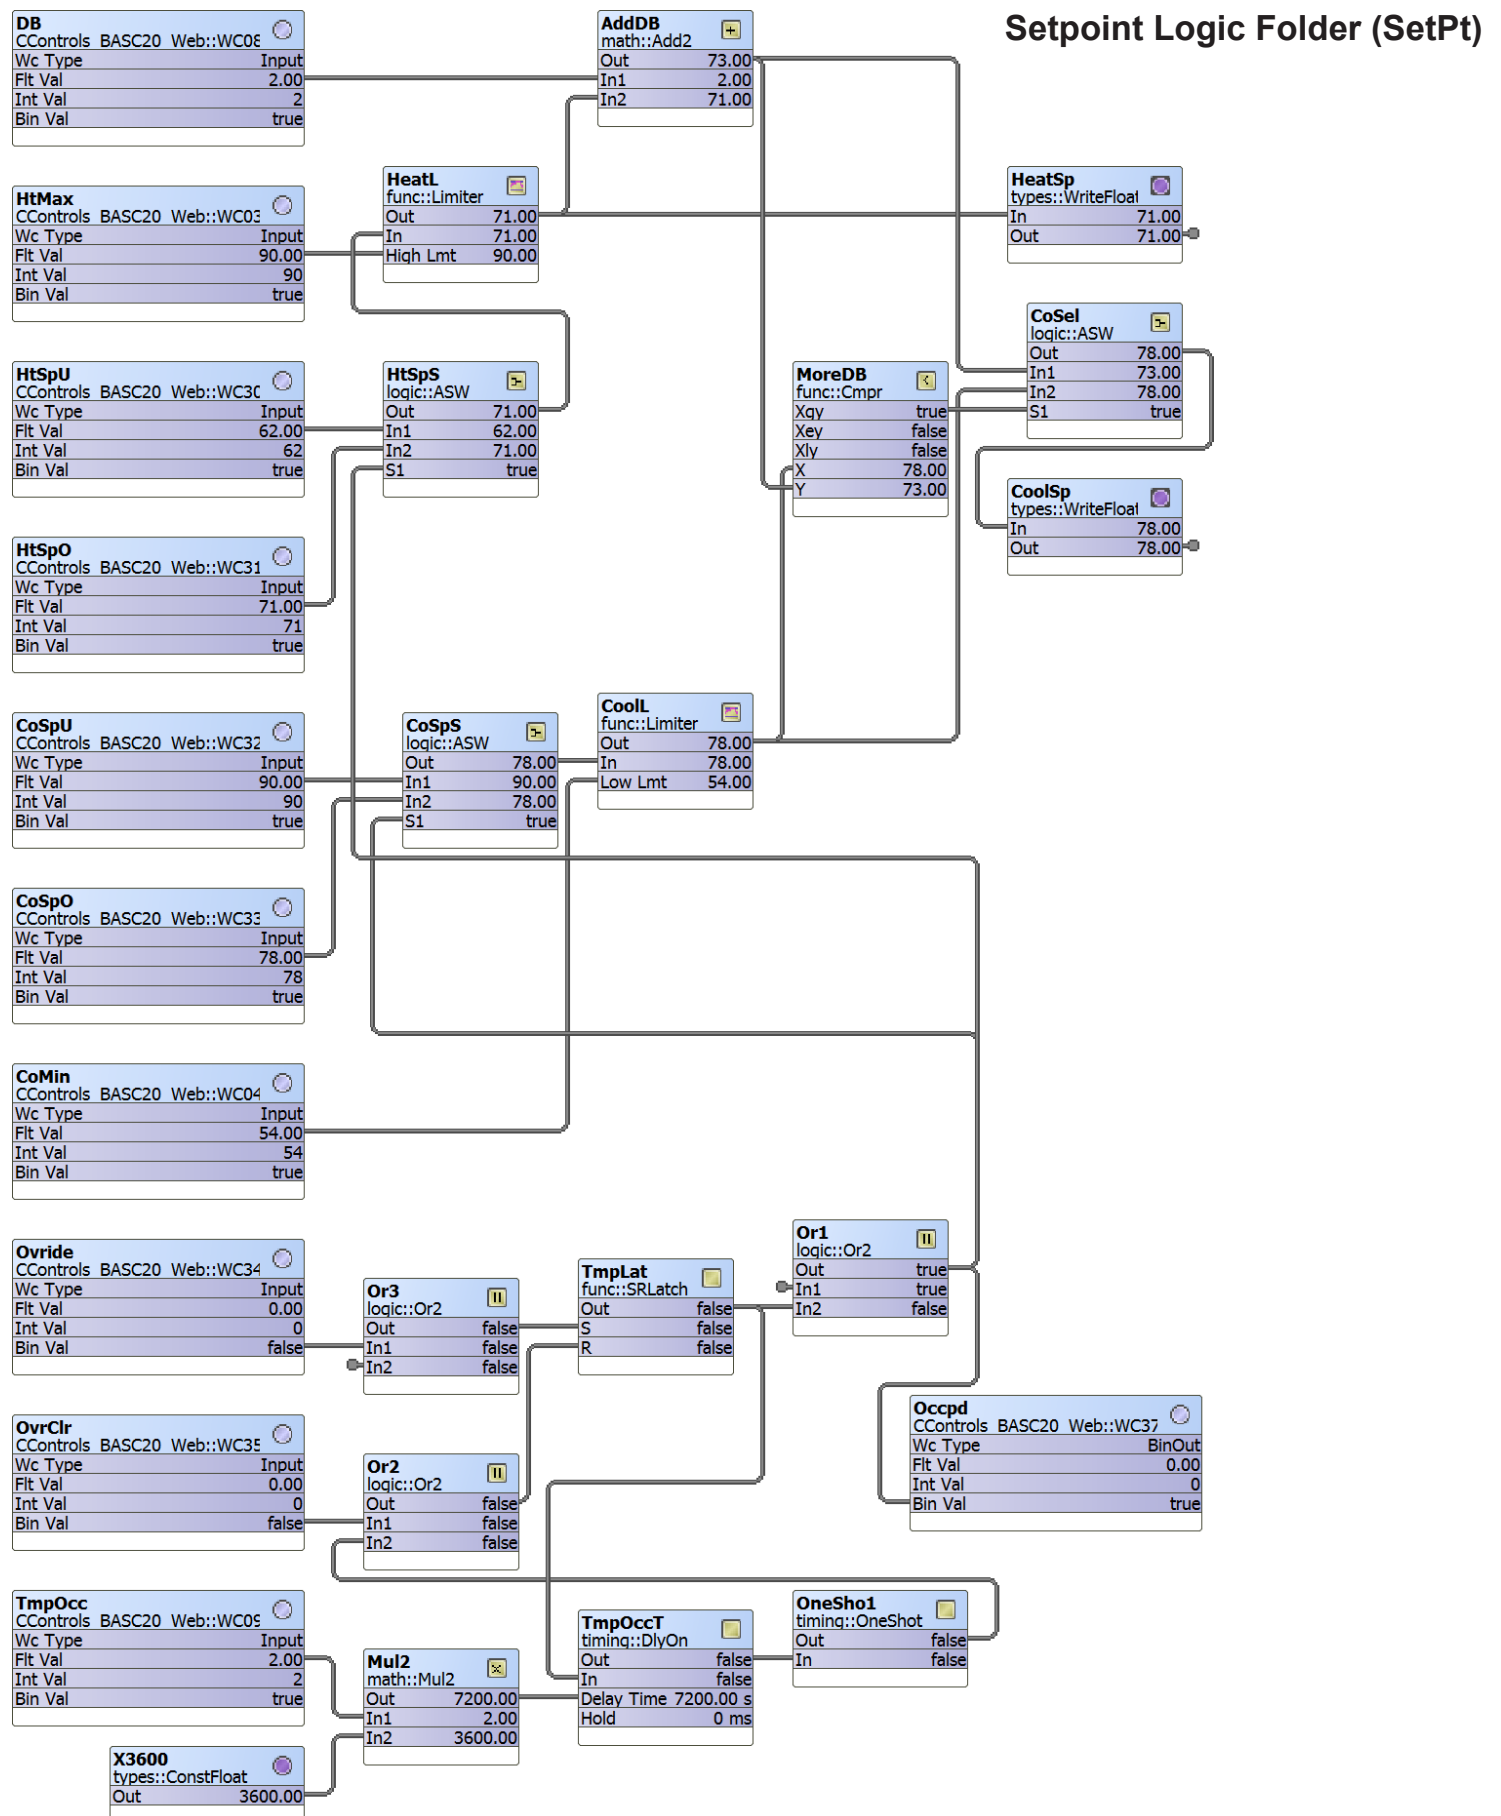 Setpoint Logic Folder (SetPt)
DB
CControls_BASC20_Web::WC08
Wc Type Input
Flt Val 2.00
Int Val 2
Bin Val true
AddDB
math::Add2
Out 73.00
In1 2.00
In2 71.00
HtMax
CControls_BASC20_Web::WC03
Wc Type Input
Flt Val 90.00
Int Val 90
Bin Val true
HeatL
func::Limiter
Out 71.00
In 71.00
High Lmt 90.00
HeatSp
types::WriteFloat
In 71.00
Out 71.00
HtSpU
CControls_BASC20_Web::WC30
Wc Type Input
Flt Val 62.00
Int Val 62
Bin Val true
HtSpS
logic::ASW
Out 71.00
In1 62.00
In2 71.00
S1 true
MoreDB
func::Cmpr
Xgy true
Xey false
Xly false
X 78.00
Y 73.00
CoSel
logic::ASW
Out 78.00
In1 73.00
In2 78.00
S1 true
CoolSp
types::WriteFloat
In 78.00
Out 78.00
HtSpO
CControls_BASC20_Web::WC31
Wc Type Input
Flt Val 71.00
Int Val 71
Bin Val true
CoSpU
CControls_BASC20_Web::WC32
Wc Type Input
Flt Val 90.00
Int Val 90
Bin Val true
CoSpS
logic::ASW
Out 78.00
In1 90.00
In2 78.00
S1 true
CoolL
func::Limiter
Out 78.00
In 78.00
Low Lmt 54.00
CoSpO
CControls_BASC20_Web::WC33
Wc Type Input
Flt Val 78.00
Int Val 78
Bin Val true
CoMin
CControls_BASC20_Web::WC04
Wc Type Input
Flt Val 54.00
Int Val 54
Bin Val true
Ovride
CControls_BASC20_Web::WC34
Wc Type Input
Flt Val 0.00
Int Val 0
Bin Val false
Or3
logic::Or2
Out false
In1 false
In2 false
TmpLat
func::SRLatch
Out false
S false
R false
Or1
logic::Or2
Out true
In1 true
In2 false
OvrClr
CControls_BASC20_Web::WC35
Wc Type Input
Flt Val 0.00
Int Val 0
Bin Val false
Or2
logic::Or2
Out false
In1 false
In2 false
Occpd
CControls_BASC20_Web::WC37
Wc Type BinOut
Flt Val 0.00
Int Val 0
Bin Val true
TmpOcc
CControls_BASC20_Web::WC09
Wc Type Input
Flt Val 2.00
Int Val 2
Bin Val true
Mul2
math::Mul2
Out 7200.00
In1 2.00
In2 3600.00
TmpOccT
timing::DlyOn
Out false
In false
Delay Time 7200.00 s
Hold 0 ms
OneSho1
timing::OneShot
Out false
In false
X3600
types::ConstFloat
Out 3600.00